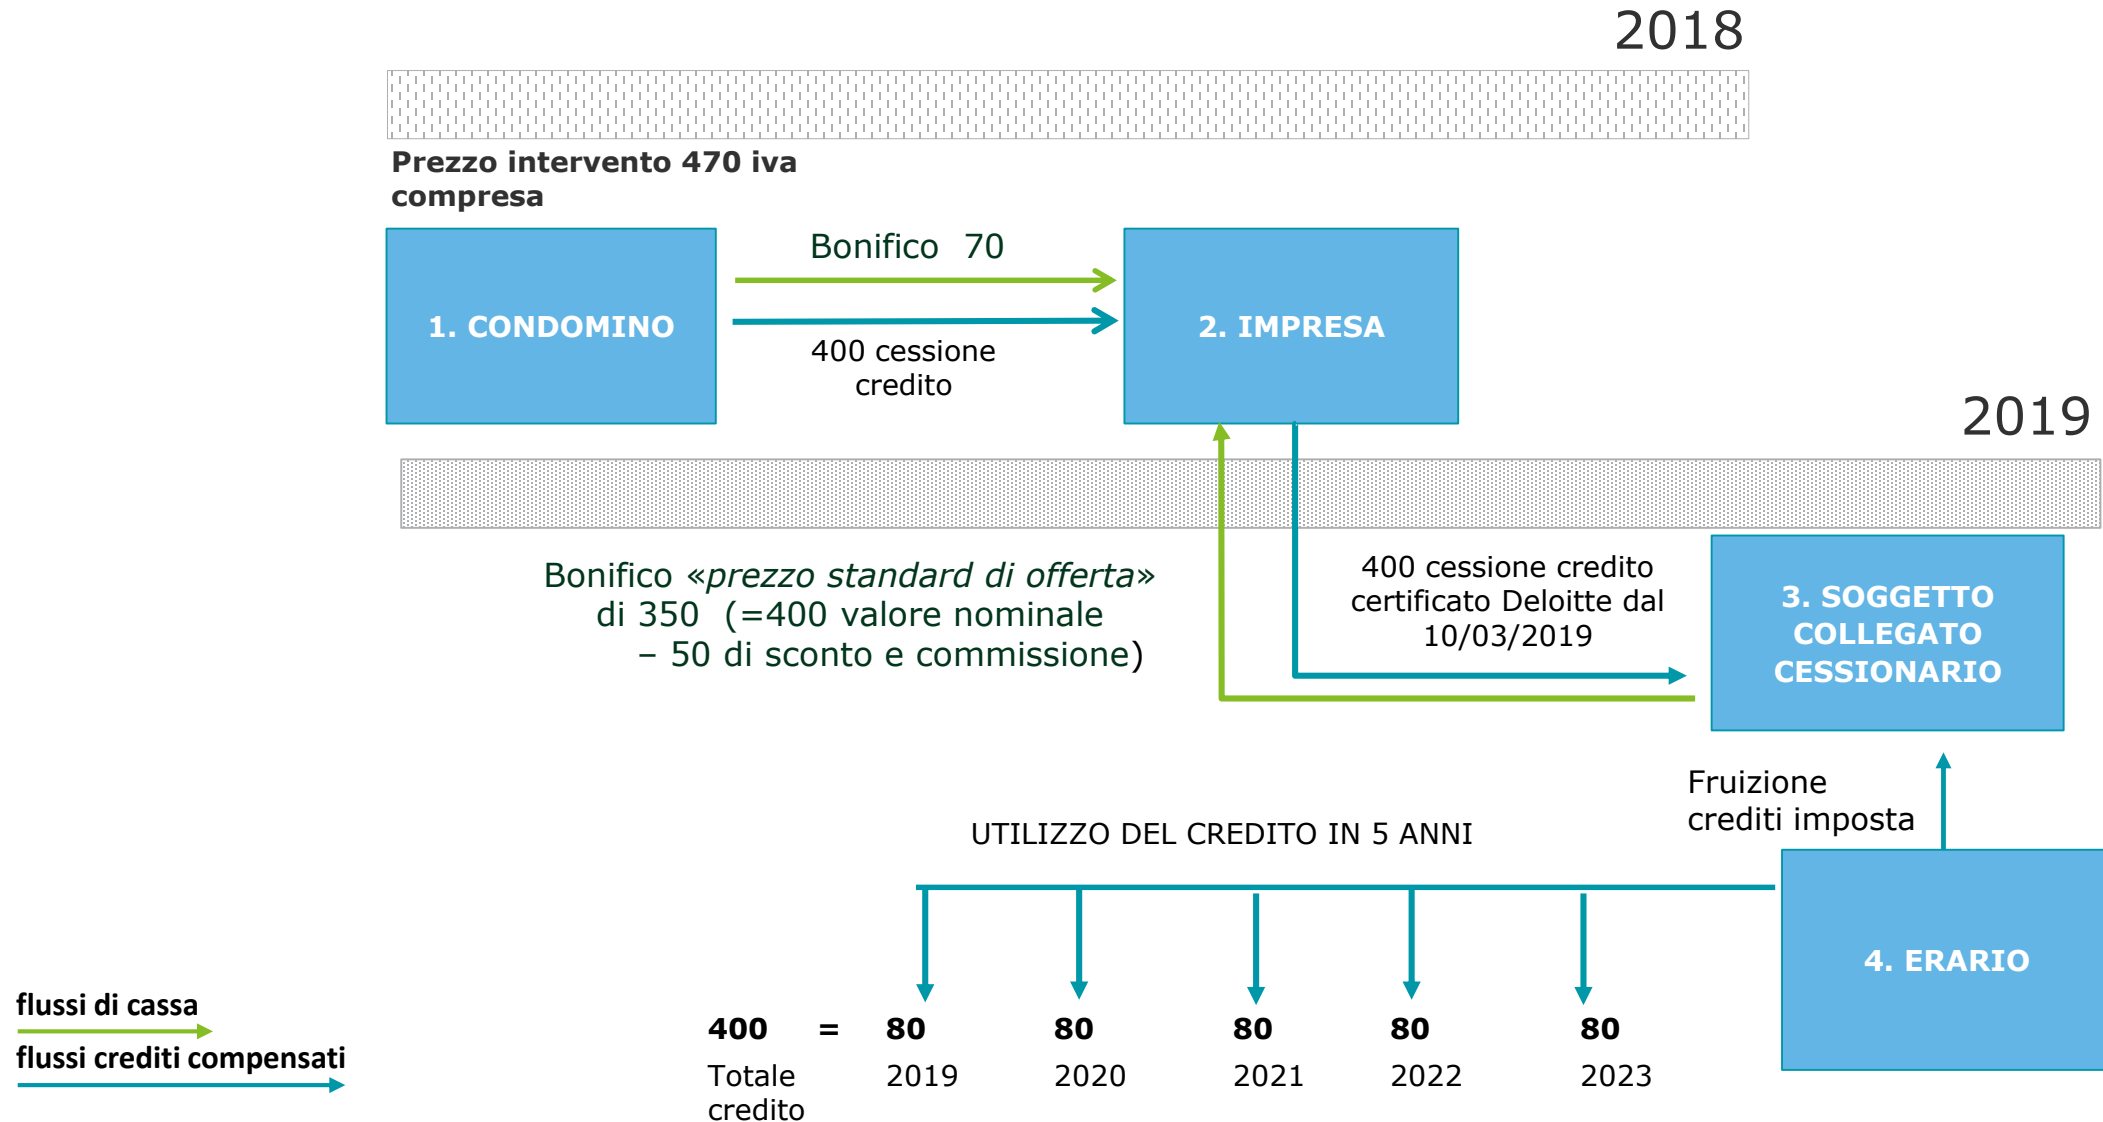 2018
Prezzo intervento 470 iva
compresa
Bonifico 70
1. CONDOMINO
2. IMPRESA
400 cessione
credito
2019
Bonifico «prezzo standard di offerta»
di 350 (=400 valore nominale
– 50 di sconto e commissione)
400 cessione credito
certificato Deloitte dal
10/03/2019
3. SOGGETTO
COLLEGATO
CESSIONARIO
Fruizione
crediti imposta
UTILIZZO DEL CREDITO IN 5 ANNI
4. ERARIO
flussi di cassa
flussi crediti compensati
400 = 80 80 80 80 80
Totale 2019 2020 2021 2022 2023
credito